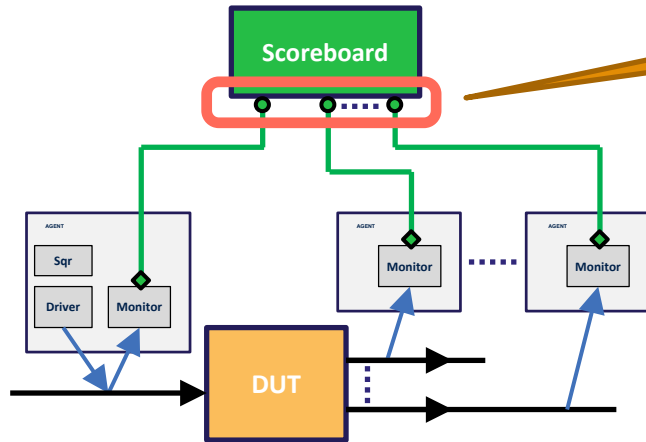 Scoreboard
AGENT
AGENT
AGENT
Sqr
Monitor
Monitor
Driver
Monitor
DUT